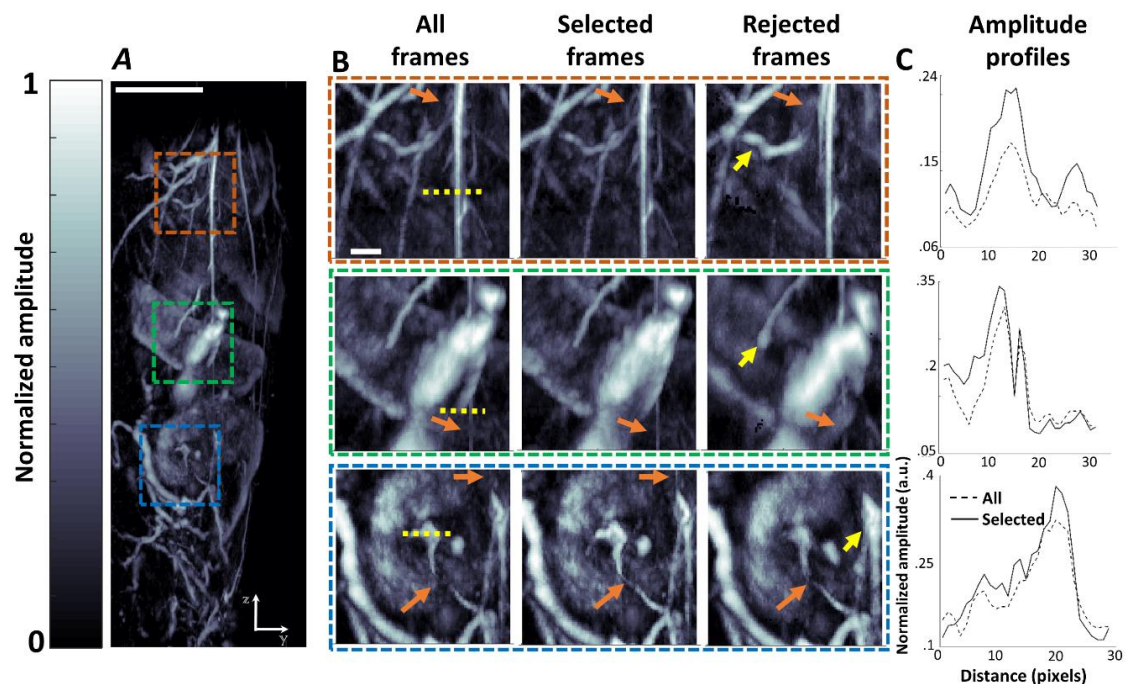 All
frames
Selected
frames
Rejected
frames
Amplitude
profiles
A
B
C
1
Normalized amplitude
0
z
y
.24
.15
.06
0
10
20
30
.35
.2
.05
0
10
20
30
.4
.25
.1
Normalized amplitude (a.u.)
All
Selected
0
10
20
30
Distance (pixels)